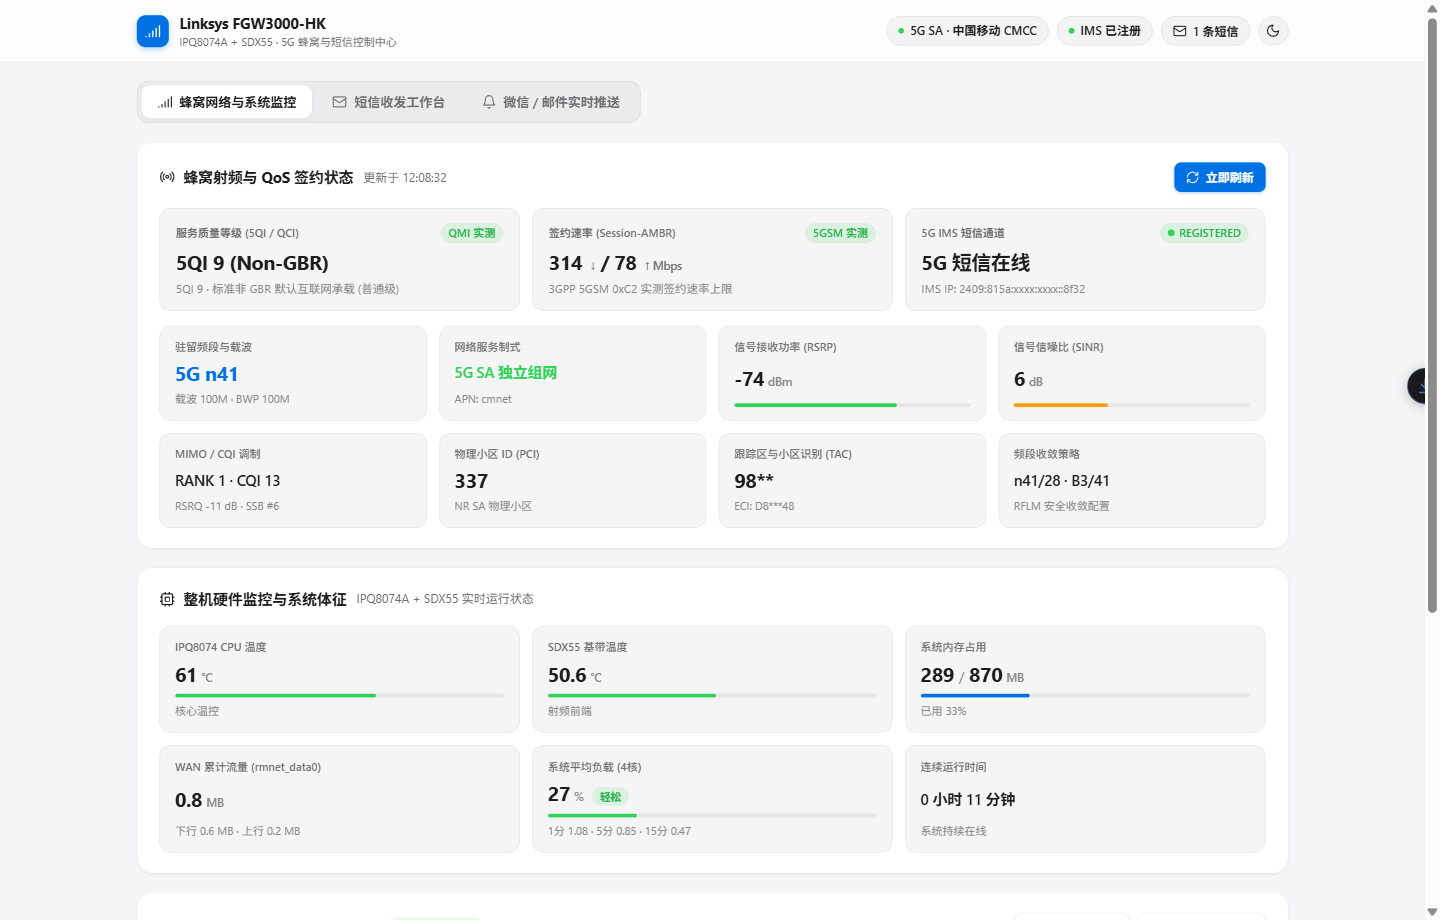 Linksys FGW3000-HK
IPQ8074A + SDX55 · 5G 蜂窝与短信控制中心
5G SA · 中国移动 CMCC
IMS 已注册
1 条短信
蜂窝网络与系统监控
短信收发工作台
微信 / 邮件实时推送
蜂窝射频与 QoS 签约状态 更新于 12:08:32
立即刷新
服务质量等级 (5QI / QCI)
QMI 实测
5QI 9 (Non-GBR)
5QI 9 · 标准非 GBR 默认互联网承载 (普通级)
签约速率 (Session-AMBR)
5GSM 实测
314 ↓ / 78 ↑ Mbps
3GPP 5GSM 0xC2 实测签约速率上限
5G IMS 短信通道
REGISTERED
5G 短信在线
IMS IP: 2409:815a:xxxx:xxxx::8f32
驻留频段与载波
5G n41
载波 100M · BWP 100M
网络服务制式
5G SA 独立组网
APN: cmnet
信号接收功率 (RSRP)
-74 dBm
信号信噪比 (SINR)
6 dB
MIMO / CQI 调制
RANK 1 · CQI 13
RSRQ -11 dB · SSB #6
物理小区 ID (PCI)
337
NR SA 物理小区
跟踪区与小区识别 (TAC)
98**
ECI: D8***48
频段收敛策略
n41/28 · B3/41
RFLM 安全收敛配置
整机硬件监控与系统体征 IPQ8074A + SDX55 实时运行状态
IPQ8074 CPU 温度
61 °C
核心温控
SDX55 基带温度
50.6 °C
射频前端
系统内存占用
289 / 870 MB
已用 33%
WAN 累计流量 (rmnet_data0)
0.8 MB
下行 0.6 MB · 上行 0.2 MB
系统平均负载 (4核)
27 % 轻松
1分 1.08 · 5分 0.85 · 15分 0.47
连续运行时间
0 小时 11 分钟
系统持续在线